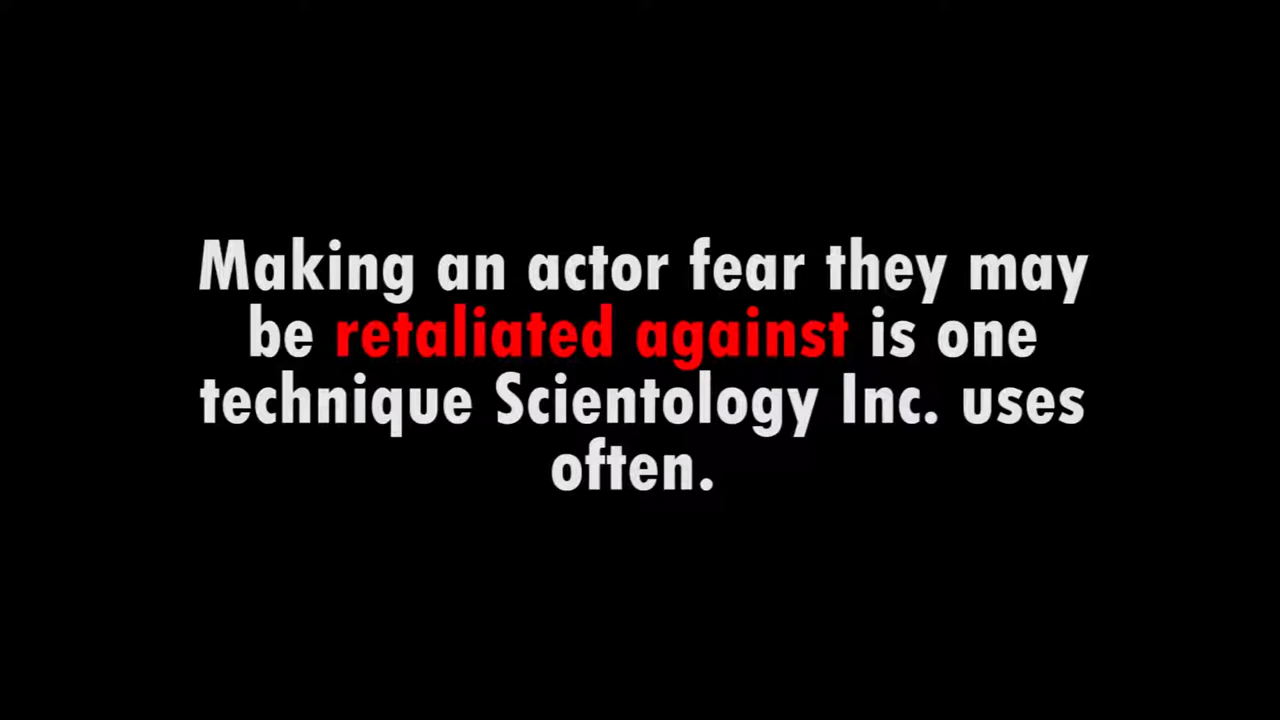 Making an actor fear they may
be retaliated against is one
technique Scientology Inc. uses
often.